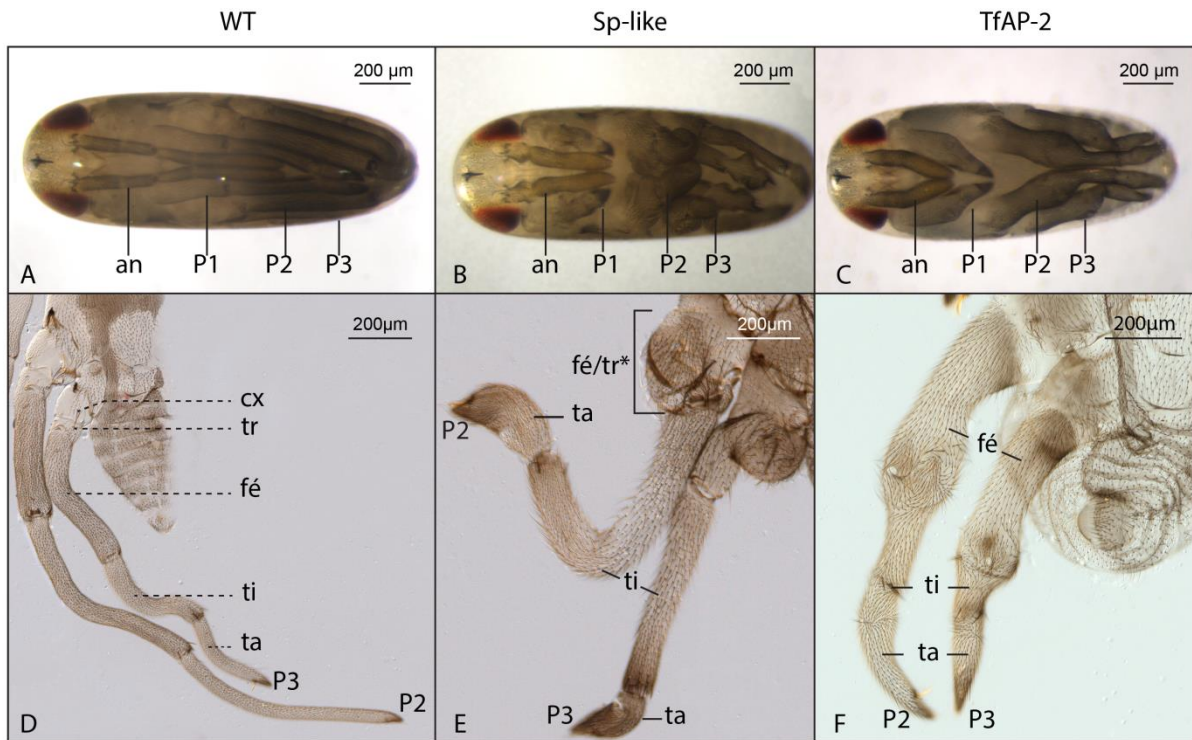 WT Sp-like TfAP-2
200 µm 200 µm 200 µm
A an P1 P2 P3
B an P1 P2 P3
C an P1 P2 P3
200µm
cx
tr
fé
ti
ta
P3
P2
D
200µm
fé/tr*
ta
P2
ti
P3 ta
E
200µm
fé
ti
ta
P2 P3
F